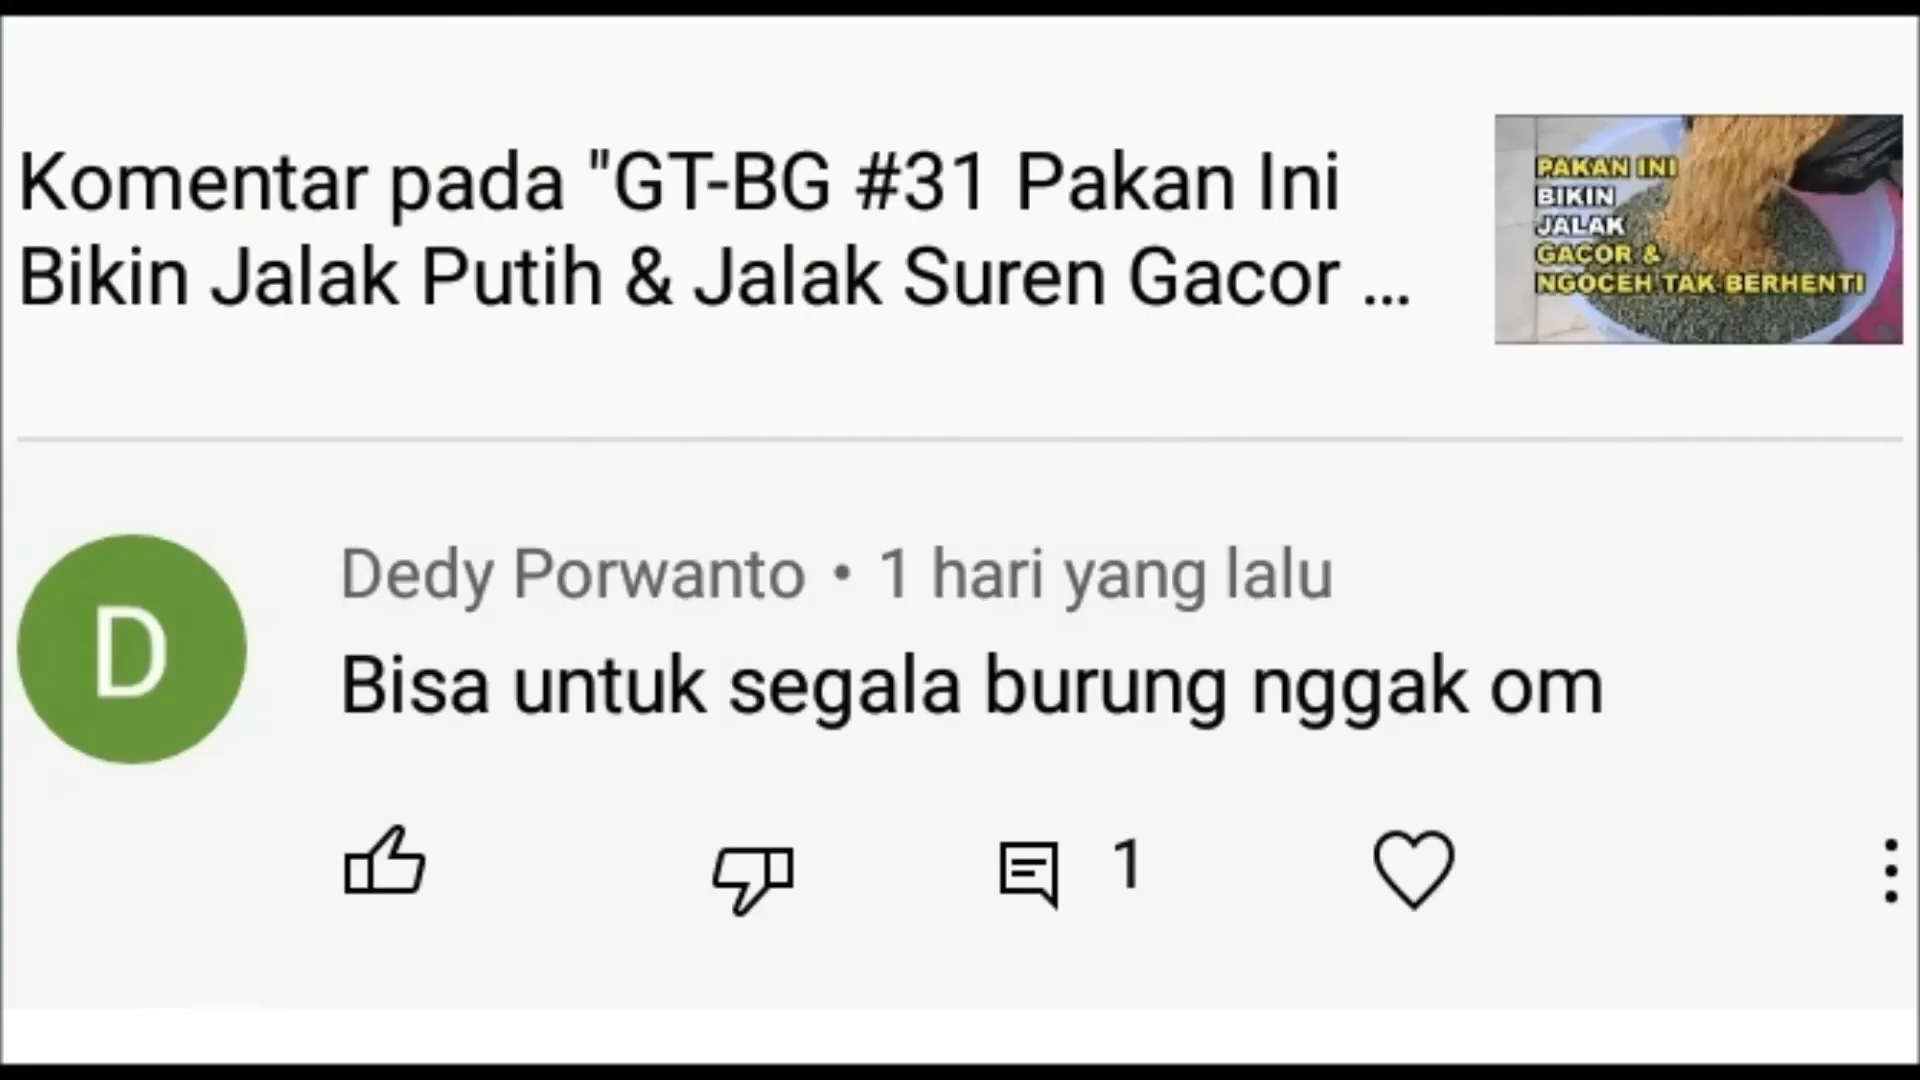 Komentar pada "GT-BG #31 Pakan Ini
Bikin Jalak Putih & Jalak Suren Gacor ...
PAKAN INI
BIKIN
JALAK
GACOR &
NGOCEH TAK BERHENTI
D
Dedy Porwanto • 1 hari yang lalu
Bisa untuk segala burung nggak om
1